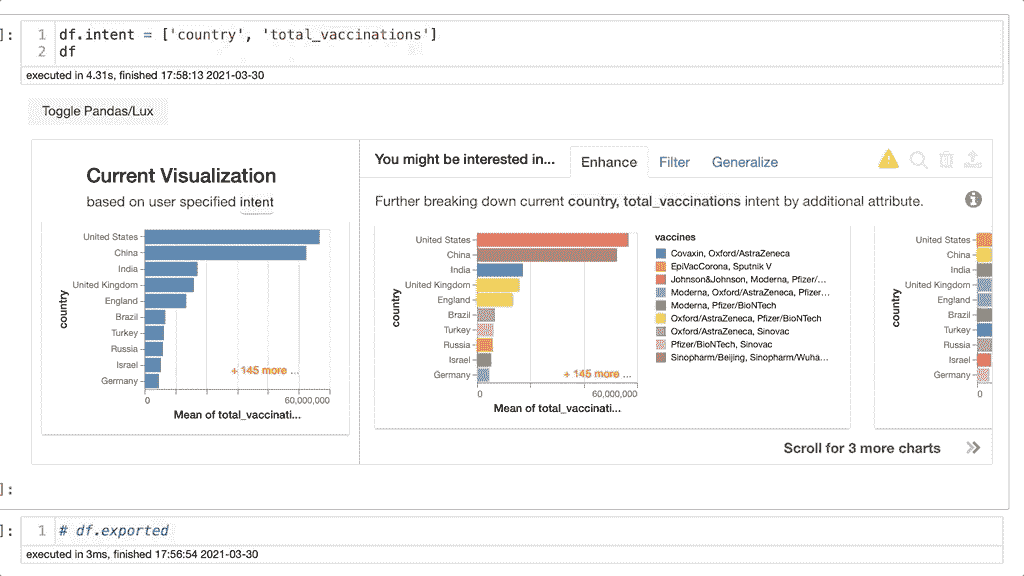 ]: 1 df.intent = ['country', 'total_vaccinations']
2 df
executed in 4.31s, finished 17:58:13 2021-03-30
Toggle Pandas/Lux
Current Visualization
based on user specified intent
country
United States
China
India
United Kingdom
England
Brazil
Turkey
Russia
Israel
Germany
+ 145 more ...
0 60,000,000
Mean of total_vaccinati...
You might be interested in... Enhance Filter Generalize
Further breaking down current country, total_vaccinations intent by additional attribute.
country
United States
China
India
United Kingdom
England
Brazil
Turkey
Russia
Israel
Germany
+ 145 more ...
0 60,000,000
Mean of total_vaccinati...
vaccines
Covaxin, Oxford/AstraZeneca
EpiVacCorona, Sputnik V
Johnson&Johnson, Moderna, Pfizer/...
Moderna, Oxford/AstraZeneca, Pfizer...
Moderna, Pfizer/BioNTech
Oxford/AstraZeneca, Pfizer/BioNTech
Oxford/AstraZeneca, Sinovac
Pfizer/BioNTech, Sinovac
Sinopharm/Beijing, Sinopharm/Wuha...
country
United States
China
India
United Kingdom
England
Brazil
Turkey
Russia
Israel
Germany
0
Scroll for 3 more charts
]:
]: 1 # df.exported
executed in 3ms, finished 17:56:54 2021-03-30